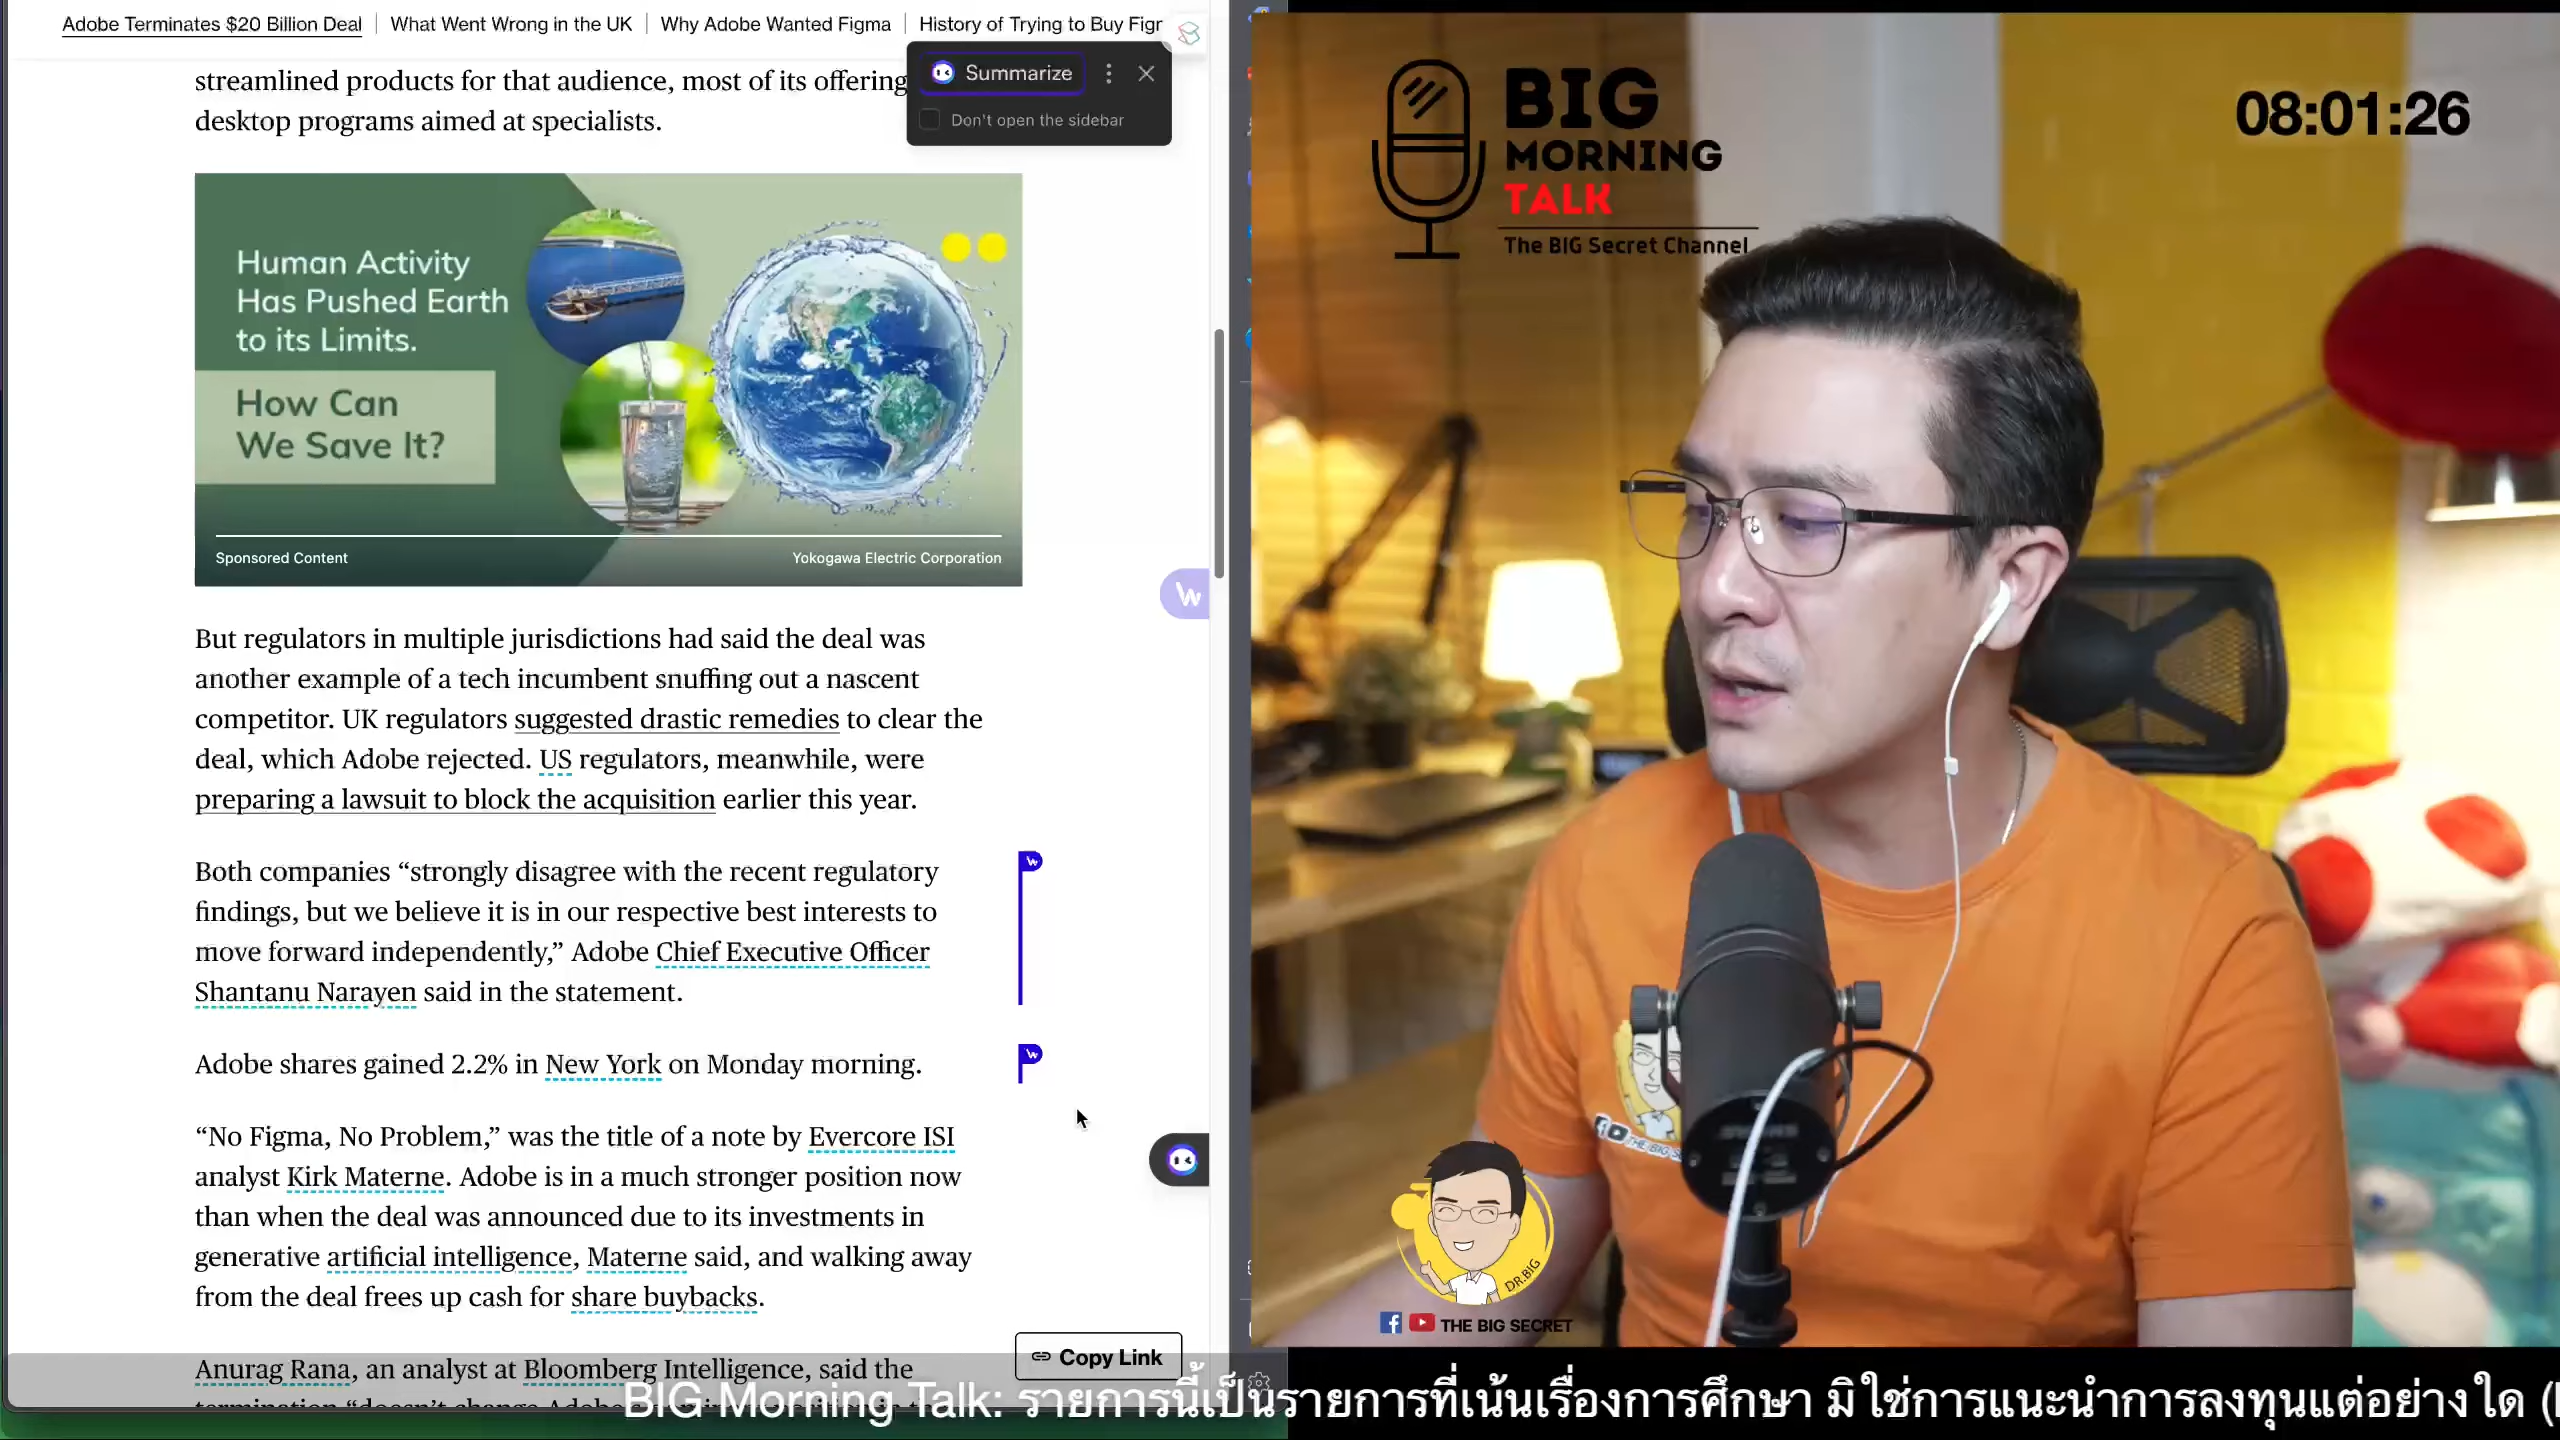 Adobe Terminates $20 Billion Deal
What Went Wrong in the UK
Why Adobe Wanted Figma
History of Trying to Buy
Summarize
Don't open the sidebar
streamlined products for that audience, most of its offering
desktop programs aimed at specialists.
Human Activity
Has Pushed Earth
to its Limits.
How Can
We Save It?
Sponsored Content
Yokogawa Electric Corporation
But regulators in multiple jurisdictions had said the deal was
another example of a tech incumbent snuffing out a nascent
competitor. UK regulators suggested drastic remedies to clear the
deal, which Adobe rejected. US regulators, meanwhile, were
preparing a lawsuit to block the acquisition earlier this year.
Both companies “strongly disagree with the recent regulatory
findings, but we believe it is in our respective best interests to
move forward independently,” Adobe Chief Executive Officer
Shantanu Narayen said in the statement.
Adobe shares gained 2.2% in New York on Monday morning.
“No Figma, No Problem,” was the title of a note by Evercore ISI
analyst Kirk Materne. Adobe is in a much stronger position now
than when the deal was announced due to its investments in
generative artificial intelligence, Materne said, and walking away
from the deal frees up cash for share buybacks.
Copy Link
Anurag Rana, an analyst at Bloomberg Intelligence, said the
BIG
MORNING
TALK
The BIG Secret Channel
08:01:26
DR.BIG
THE BIG SECRET
BIG Morning Talk: รายการนี้เป็นรายการที่เน้นเรื่องการศึกษา มิใช่การแนะนำการลงทุนแต่อย่างใด